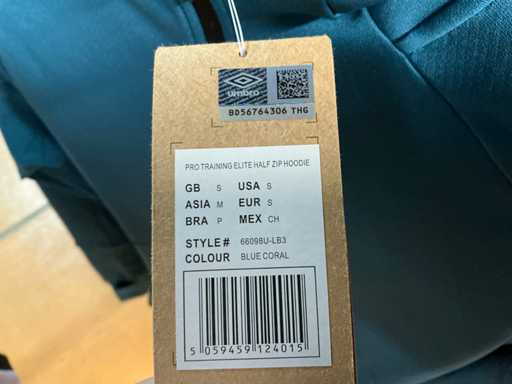 umbro
BD56764306 THG
PRO TRAINING ELITE HALF ZIP HOODIE
GB S USA S
ASIA M EUR S
BRA P MEX CH
STYLE # 66098U-LB3
COLOUR BLUE CORAL
5 059459 124015